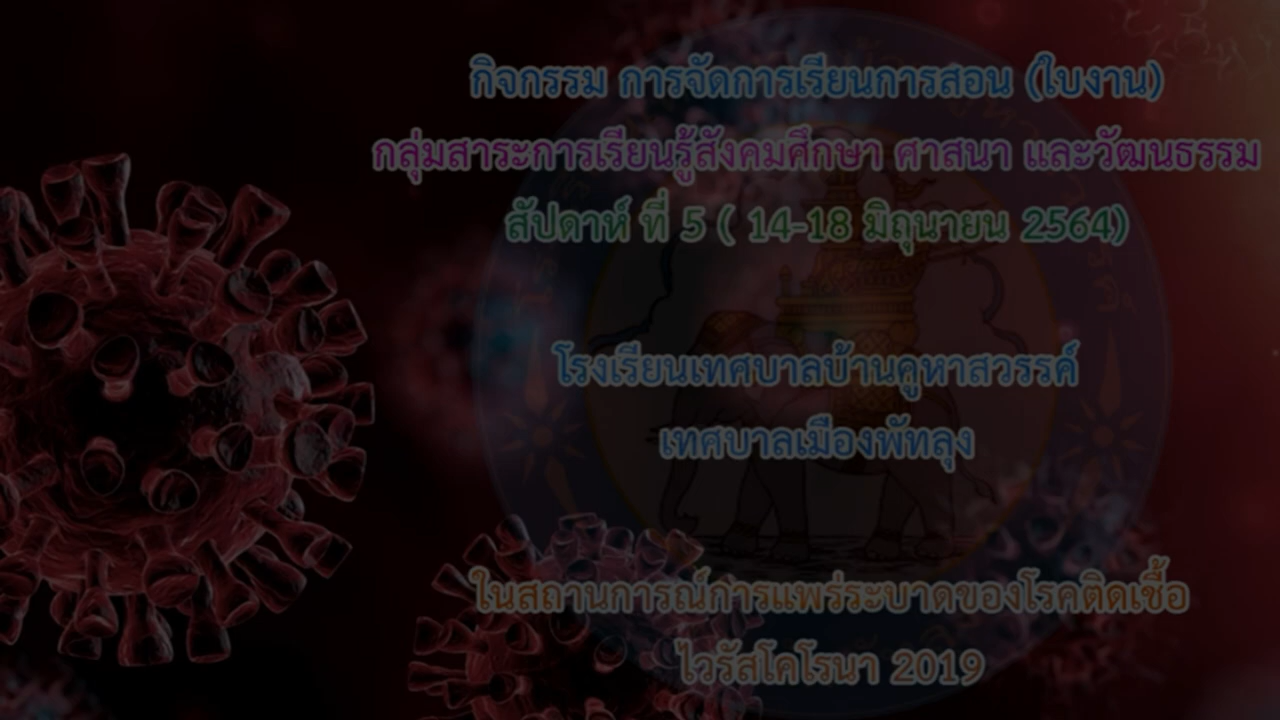 กิจกรรม การจัดการเรียนการสอน (ใบงาน)
กลุ่มสาระการเรียนรู้สังคมศึกษา ศาสนา และวัฒนธรรม
สัปดาห์ ที่ 5 ( 14-18 มิถุนายน 2564)
โรงเรียนเทศบาลบ้านคูหาสวรรค์
เทศบาลเมืองพัทลุง
ในสถานการณ์การแพร่ระบาดของโรคติดเชื้อ
ไวรัสโคโรนา 2019